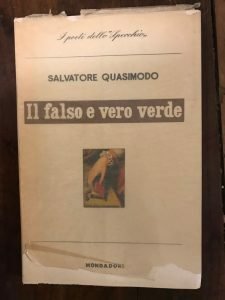 I poeti dello "Specchio"
SALVATORE QUASIMODO
Il falso e vero verde
MONDADORI